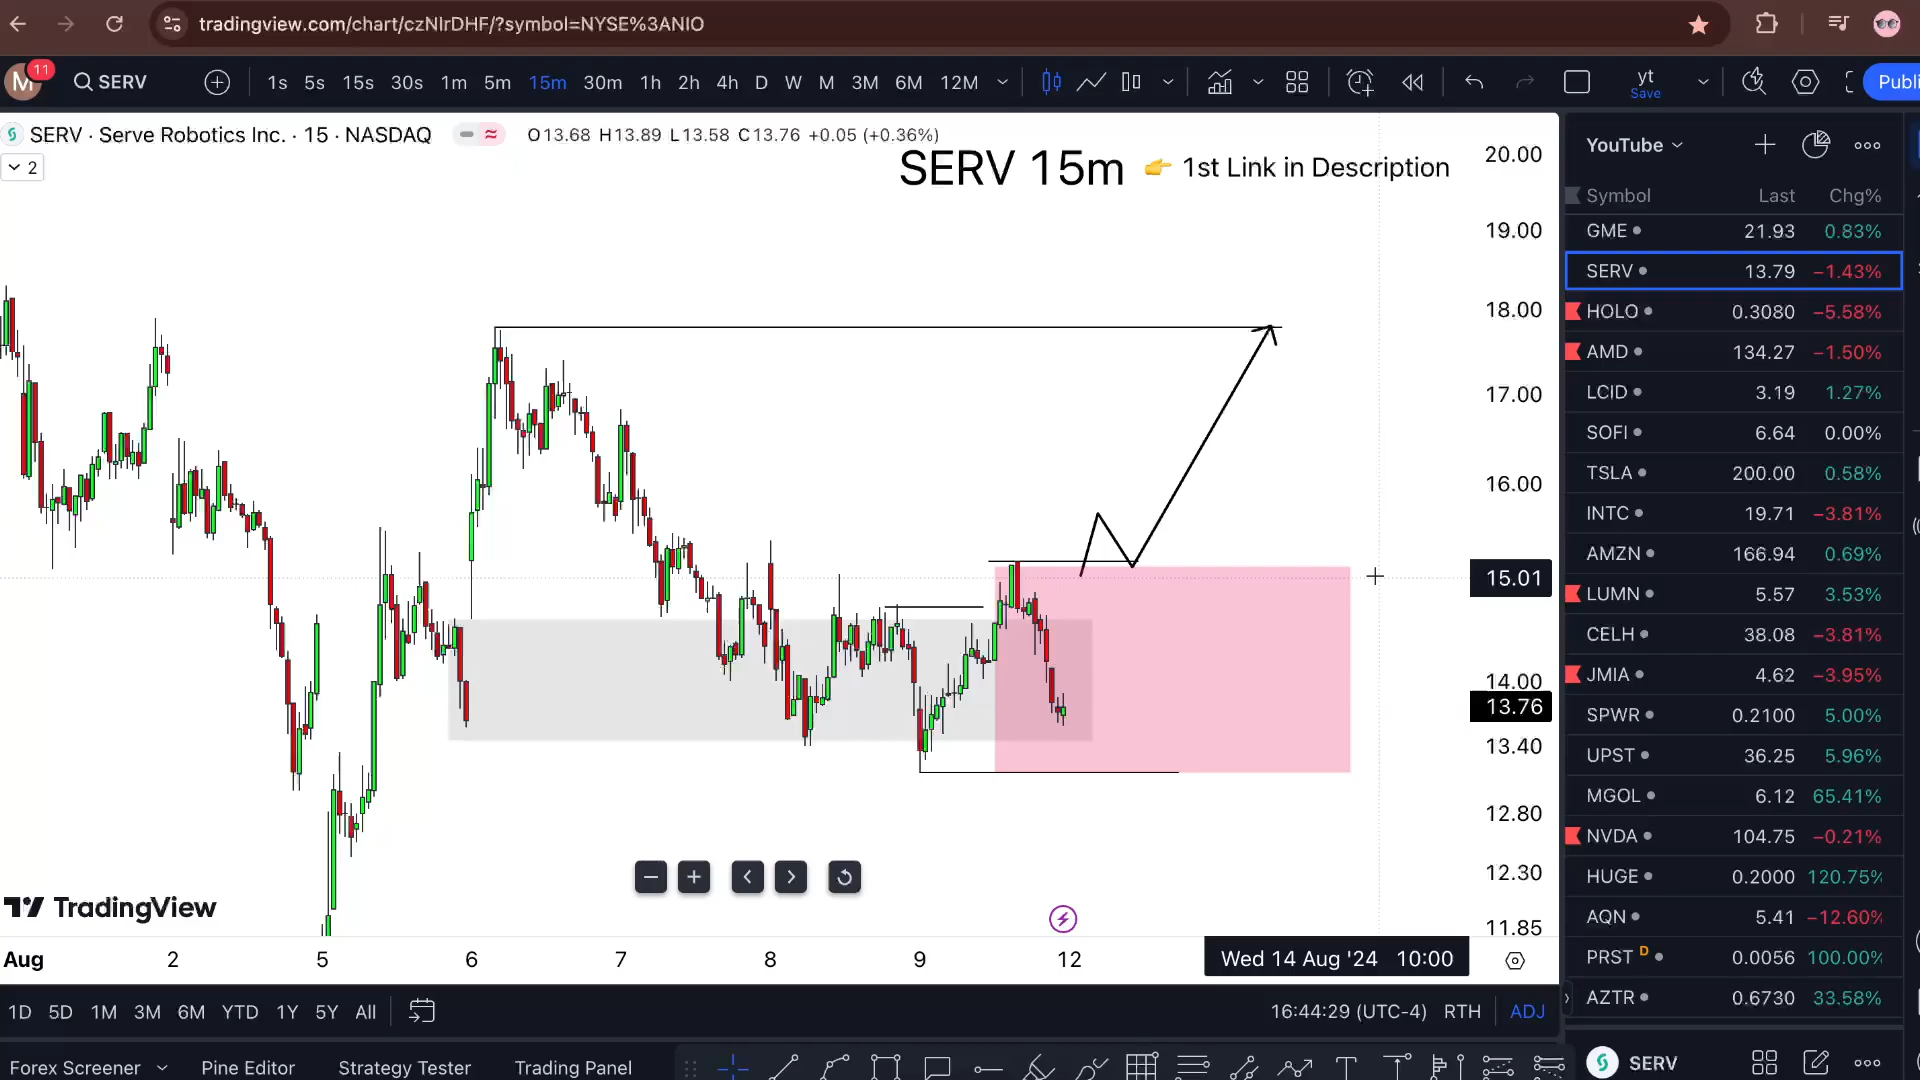 tradingview.com/chart/czNlrDHF/?symbol=NYSE%3ANIO
M 11 SERV 1s 5s 15s 30s 1m 5m 15m 30m 1h 2h 4h D W M 3M 6M 12M yt Save Publi
SERV · Serve Robotics Inc. · 15 · NASDAQ O13.68 H13.89 L13.58 C13.76 +0.05 (+0.36%)
2
SERV 15m 👉 1st Link in Description
20.00
19.00
18.00
17.00
16.00
15.01
14.00
13.76
13.40
12.80
12.30
11.85
TradingView
Aug 2 5 6 7 8 9 12 Wed 14 Aug '24 10:00
1D 5D 1M 3M 6M YTD 1Y 5Y All 16:44:29 (UTC-4) RTH ADJ
Forex Screener Pine Editor Strategy Tester Trading Panel
YouTube
Symbol Last Chg%
GME 21.93 0.83%
SERV 13.79 −1.43%
HOLO 0.3080 −5.58%
AMD 134.27 −1.50%
LCID 3.19 1.27%
SOFI 6.64 0.00%
TSLA 200.00 0.58%
INTC 19.71 −3.81%
AMZN 166.94 0.69%
LUMN 5.57 3.53%
CELH 38.08 −3.81%
JMIA 4.62 −3.95%
SPWR 0.2100 5.00%
UPST 36.25 5.96%
MGOL 6.12 65.41%
NVDA 104.75 −0.21%
HUGE 0.2000 120.75%
AQN 5.41 −12.60%
PRST D 0.0056 100.00%
AZTR 0.6730 33.58%
SERV